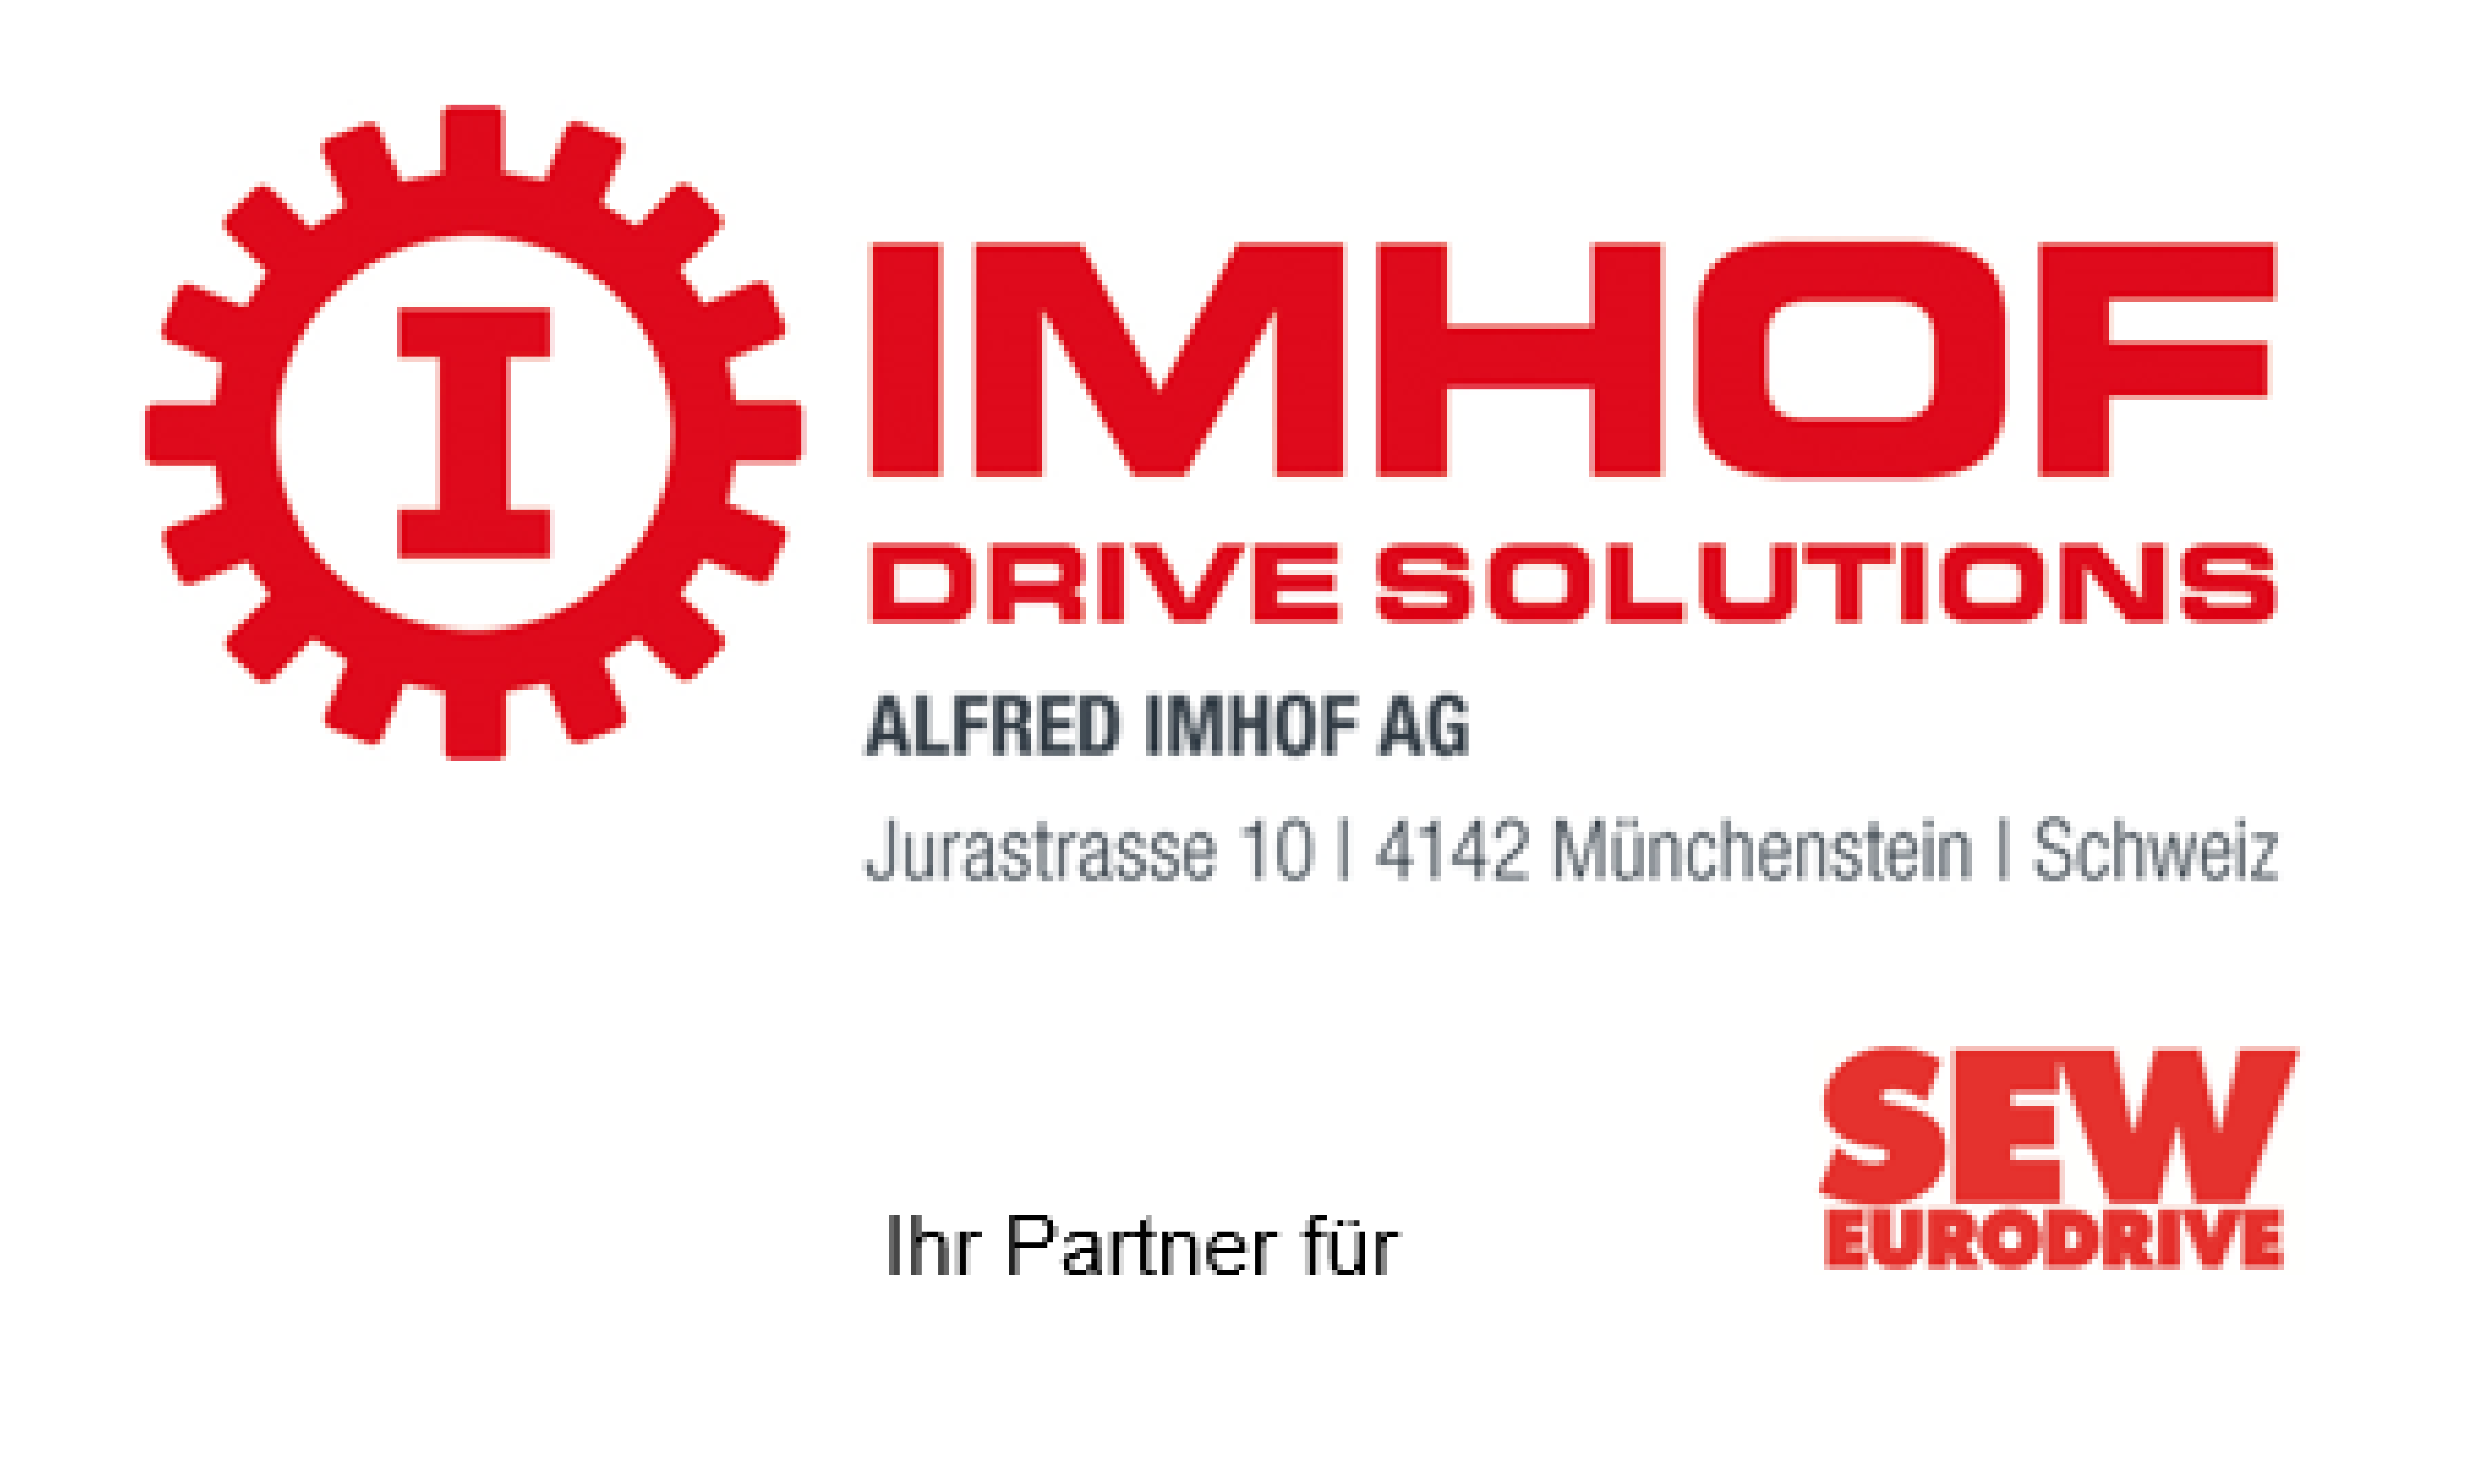 I
IMHOF
DRIVE SOLUTIONS
ALFRED IMHOF AG
Jurastrasse 10 | 4142 Münchenstein | Schweiz
Ihr Partner für
SEW
EURODRIVE